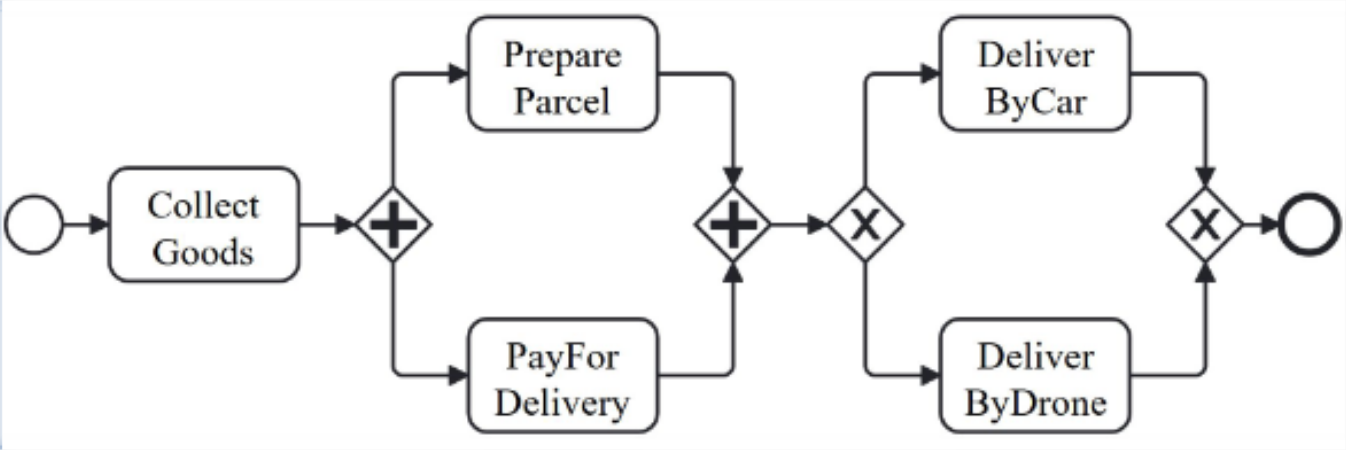 Collect
Goods
Prepare
Parcel
PayFor
Delivery
X
Deliver
ByCar
Deliver
ByDrone
X